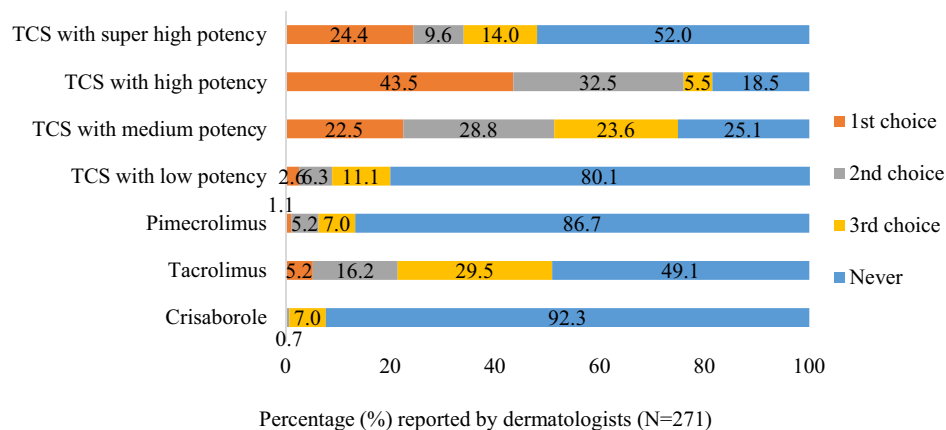 TCS with super high potency 24.4 9.6 14.0 52.0
TCS with high potency 43.5 32.5 5.5 18.5
TCS with medium potency 22.5 28.8 23.6 25.1
TCS with low potency 2.6 6.3 11.1 80.1
Pimecrolimus 1.1 5.2 7.0 86.7
Tacrolimus 5.2 16.2 29.5 49.1
Crisaborole 0.7 7.0 92.3
0 20 40 60 80 100
Percentage (%) reported by dermatologists (N=271)
1st choice
2nd choice
3rd choice
Never